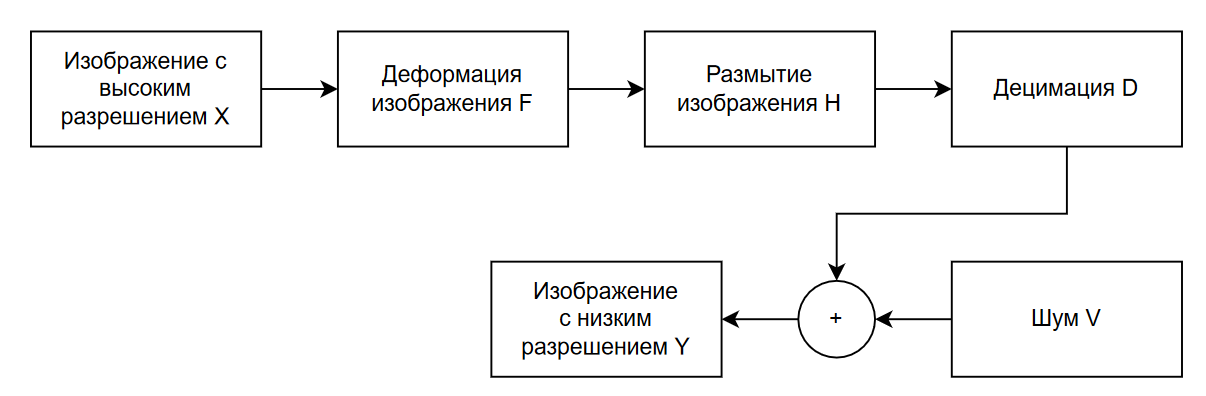 Изображение с
высоким
разрешением X
Деформация
изображения F
Размытие
изображения H
Децимация D
Изображение
с низким
разрешением Y
+
Шум V